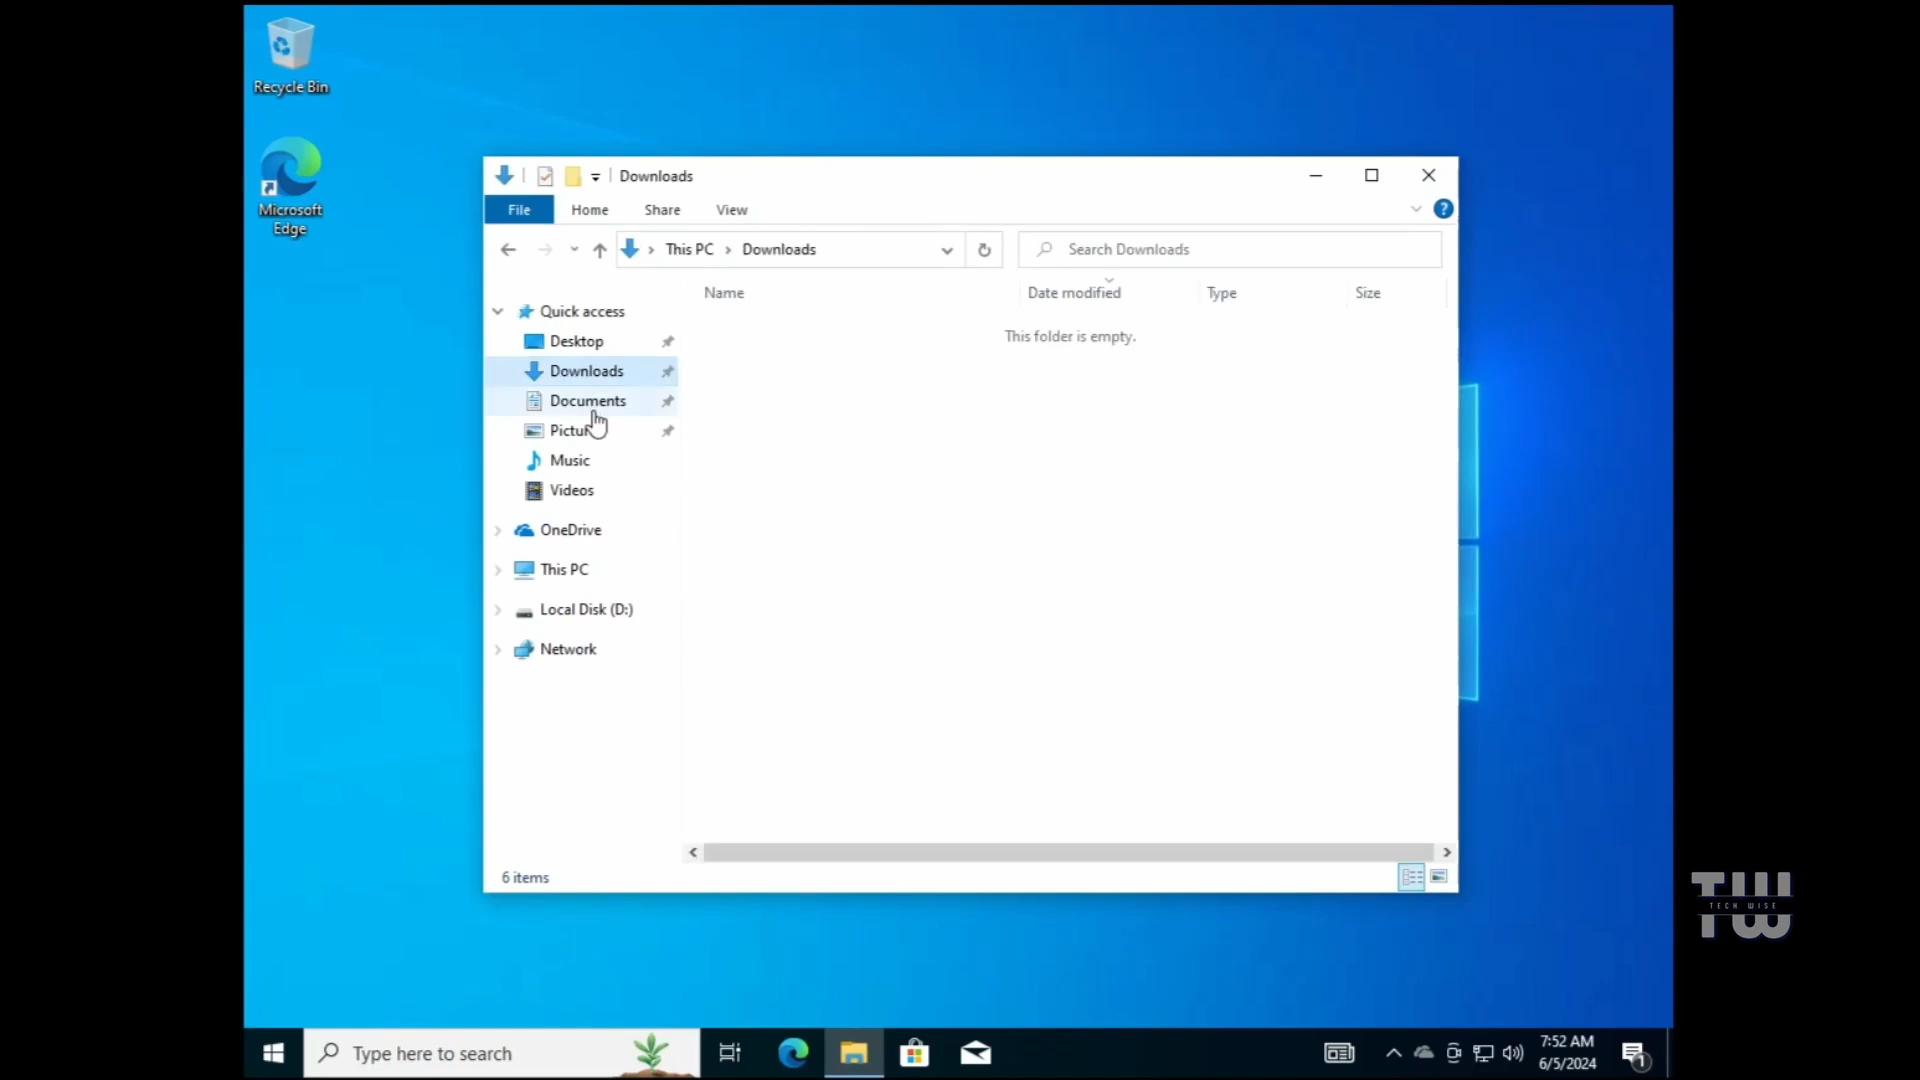 Recycle Bin
Microsoft
Edge
Downloads
File Home Share View
This PC Downloads
Search Downloads
Name Date modified Type Size
This folder is empty.
Quick access
Desktop
Downloads
Documents
Music
Videos
OneDrive
This PC
Local Disk (D:)
Network
6 items
TW
TECH WISE
Type here to search
7:52 AM
6/5/2024
1